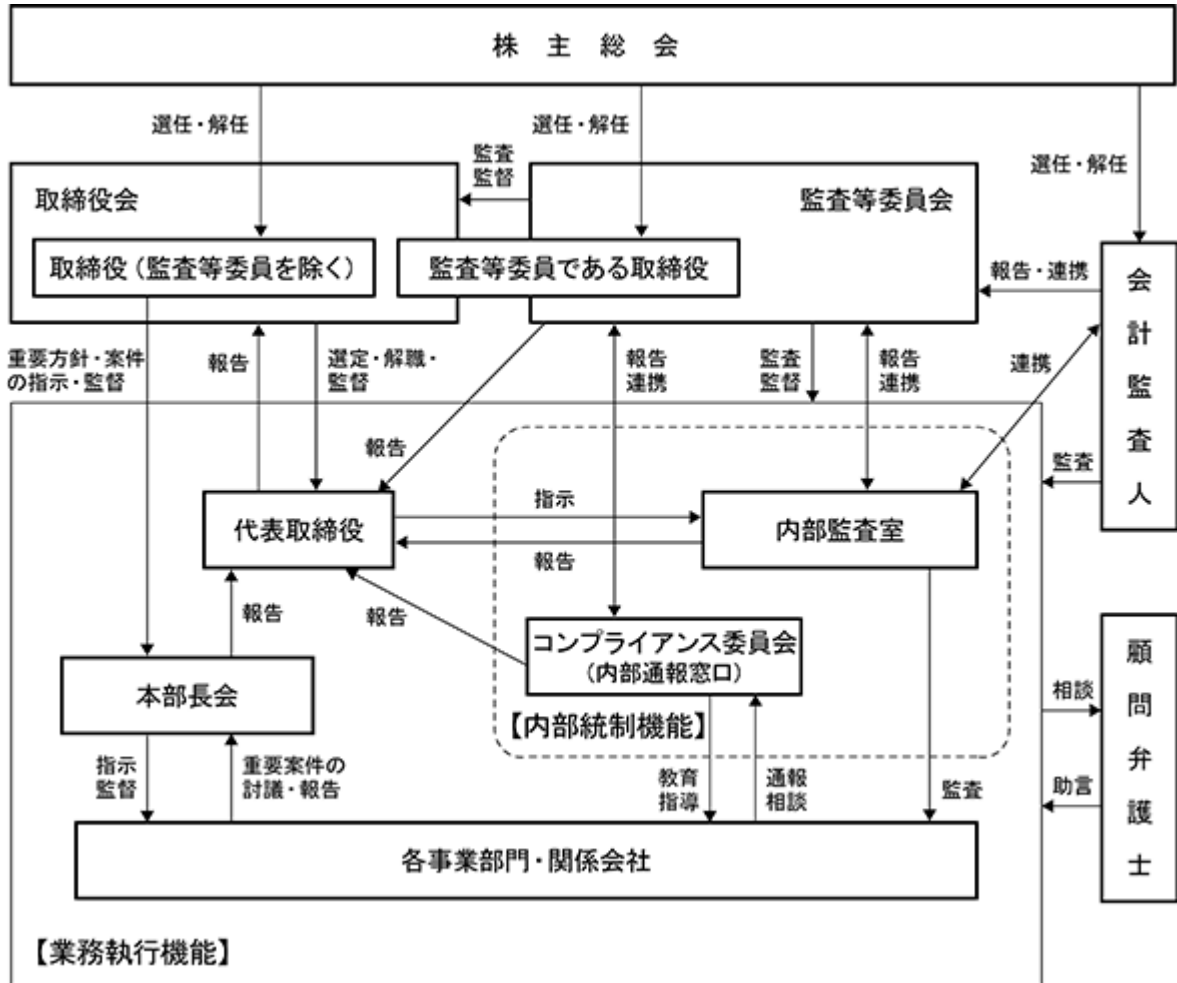 株主総会
選任・解任
選任・解任
選任・解任
監査
監督
取締役会
監査等委員会
取締役（監査等委員を除く）
監査等委員である取締役
会計監査人
報告・連携
重要方針・案件
の指示・監督
報告
選定・解職・
監督
報告
連携
監査
監督
報告
連携
連携
報告
監査
代表取締役
指示
報告
内部監査室
報告
報告
コンプライアンス委員会
（内部通報窓口）
本部長会
【内部統制機能】
相談
助言
顧問弁護士
指示
監督
重要案件の
討議・報告
教育
指導
通報
相談
監査
各事業部門・関係会社
【業務執行機能】